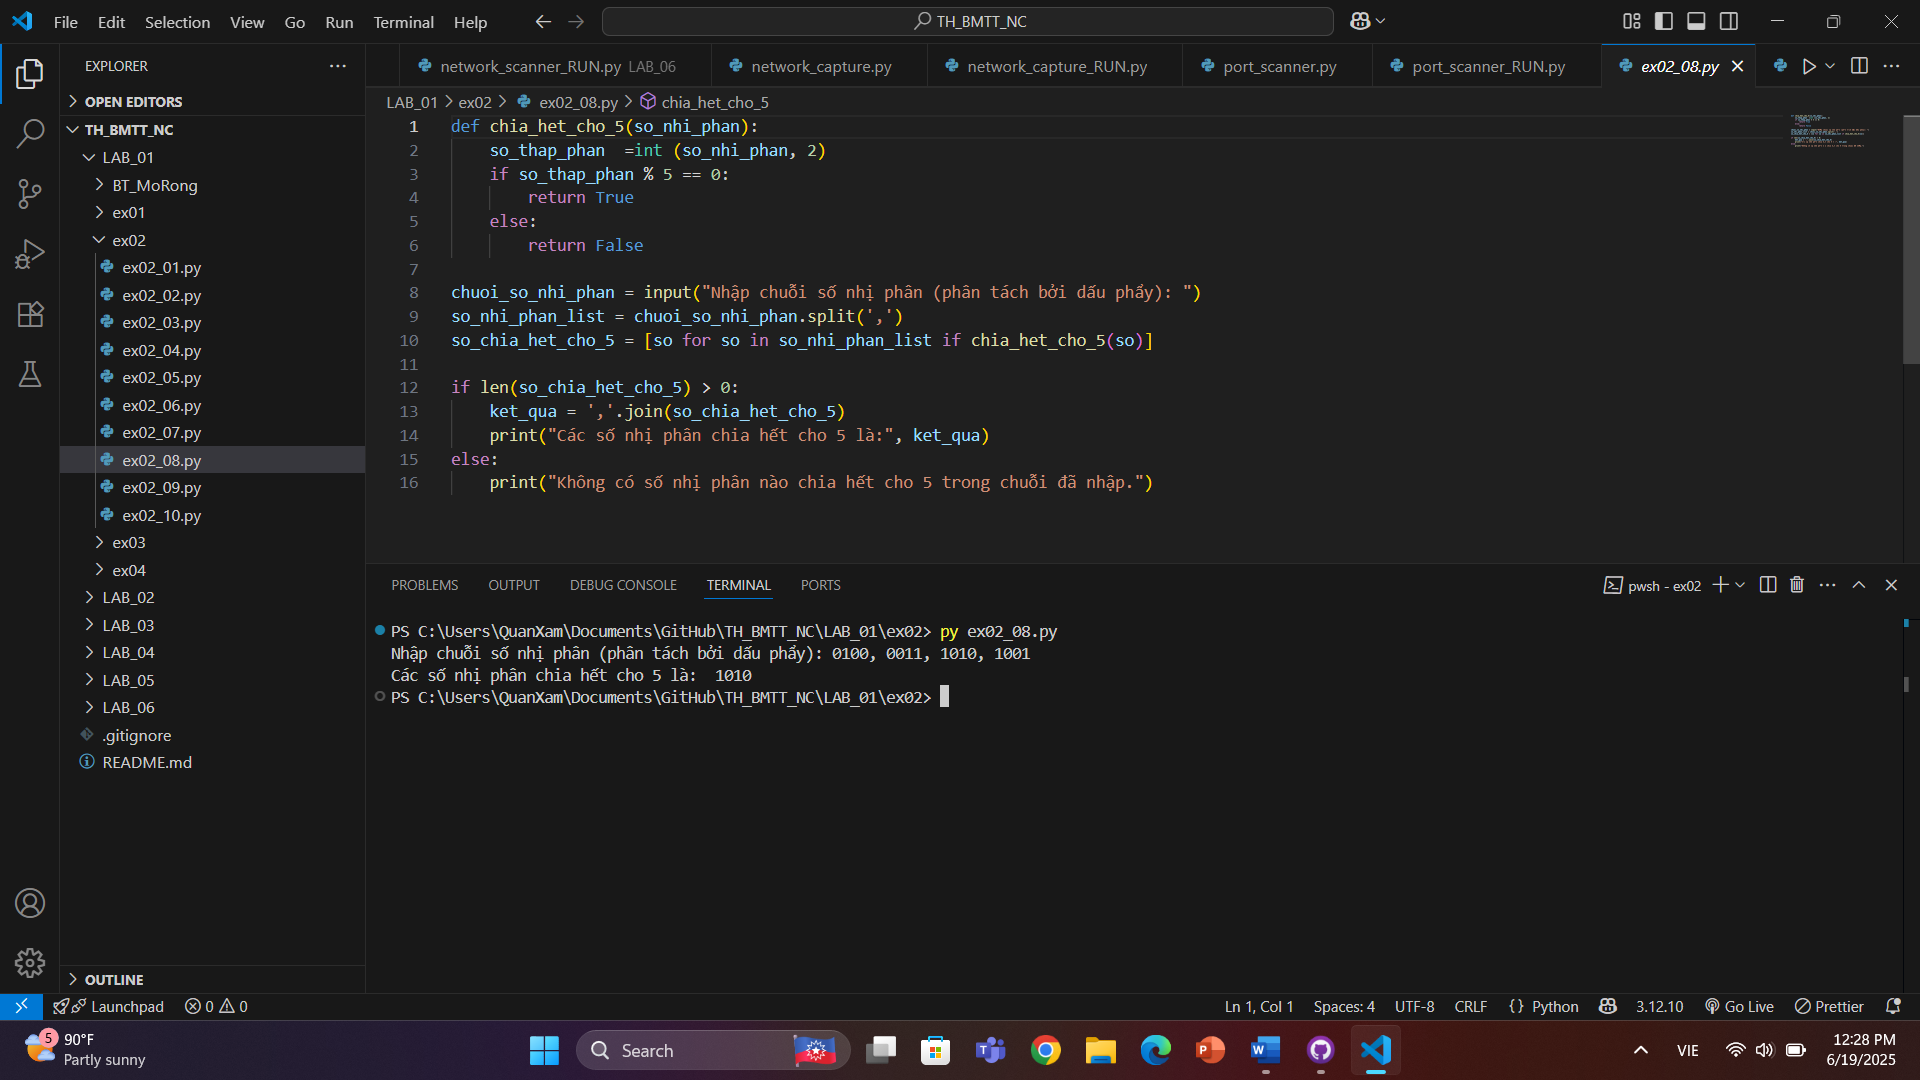 File Edit Selection View Go Run Terminal Help
TH_BMTT_NC
EXPLORER
OPEN EDITORS
TH_BMTT_NC
LAB_01
BT_MoRong
ex01
ex02
ex02_01.py
ex02_02.py
ex02_03.py
ex02_04.py
ex02_05.py
ex02_06.py
ex02_07.py
ex02_08.py
ex02_09.py
ex02_10.py
ex03
ex04
LAB_02
LAB_03
LAB_04
LAB_05
LAB_06
.gitignore
README.md
OUTLINE
network_scanner_RUN.py LAB_06 network_capture.py network_capture_RUN.py port_scanner.py port_scanner_RUN.py ex02_08.py
LAB_01 > ex02 > ex02_08.py > chia_het_cho_5
1 def chia_het_cho_5(so_nhi_phan):
2 so_thap_phan  =int (so_nhi_phan, 2)
3 if so_thap_phan % 5 == 0:
4 return True
5 else:
6 return False
7
8 chuoi_so_nhi_phan = input("Nhập chuỗi số nhị phân (phân tách bởi dấu phẩy): ")
9 so_nhi_phan_list = chuoi_so_nhi_phan.split(',')
10 so_chia_het_cho_5 = [so for so in so_nhi_phan_list if chia_het_cho_5(so)]
11
12 if len(so_chia_het_cho_5) > 0:
13 ket_qua = ','.join(so_chia_het_cho_5)
14 print("Các số nhị phân chia hết cho 5 là:", ket_qua)
15 else:
16 print("Không có số nhị phân nào chia hết cho 5 trong chuỗi đã nhập.")
PROBLEMS OUTPUT DEBUG CONSOLE TERMINAL PORTS
pwsh - ex02
PS C:\Users\QuanXam\Documents\GitHub\TH_BMTT_NC\LAB_01\ex02> py ex02_08.py
Nhập chuỗi số nhị phân (phân tách bởi dấu phẩy): 0100, 0011, 1010, 1001
Các số nhị phân chia hết cho 5 là:  1010
PS C:\Users\QuanXam\Documents\GitHub\TH_BMTT_NC\LAB_01\ex02>
Launchpad 0 0
Ln 1, Col 1 Spaces: 4 UTF-8 CRLF {} Python 3.12.10 Go Live Prettier
5
90°F
Partly sunny
Search
VIE
12:28 PM
6/19/2025